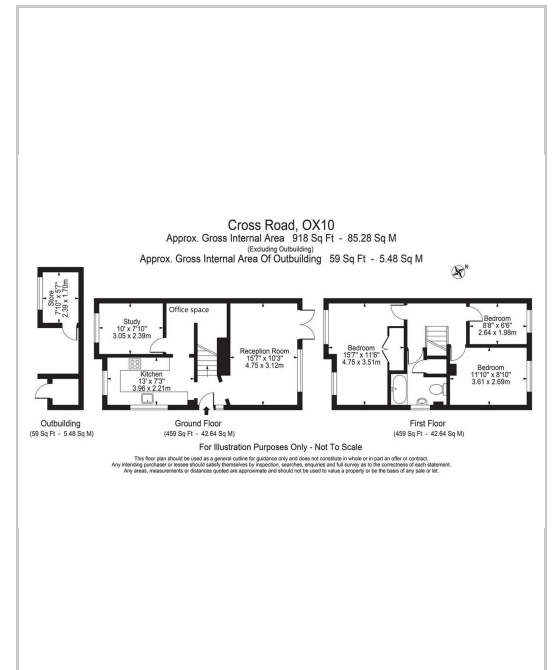 Cross Road, OX10
Approx. Gross Internal Area 918 Sq Ft - 85.28 Sq M
(Excluding Outbuilding)
Approx. Gross Internal Area Of Outbuilding 59 Sq Ft - 5.48 Sq M
N
Store
7'10" x 5'7"
2.39 x 1.70m
Study
10' x 7'10"
3.05 x 2.39m
Office space
Kitchen
13' x 7'3"
3.96 x 2.21m
Reception Room
15'7" x 10'3"
4.75 x 3.12m
Bedroom
15'7" x 11'6"
4.75 x 3.51m
Bedroom
8'8" x 6'6"
2.64 x 1.98m
Bedroom
11'10" x 8'10"
3.61 x 2.69m
Outbuilding
(59 Sq Ft - 5.48 Sq M)
Ground Floor
(459 Sq Ft - 42.64 Sq M)
First Floor
(459 Sq Ft - 42.64 Sq M)
For Illustration Purposes Only - Not To Scale
This floor plan should be used as a general outline for guidance only and does not constitute in whole or in part an offer or contract.
Any intending purchaser or lessee should satisfy themselves by inspection, searches, enquiries and full survey as to the correctness of each statement.
Any areas, measurements or distances quoted are approximate and should not be used to value a property or be the basis of any sale or let.